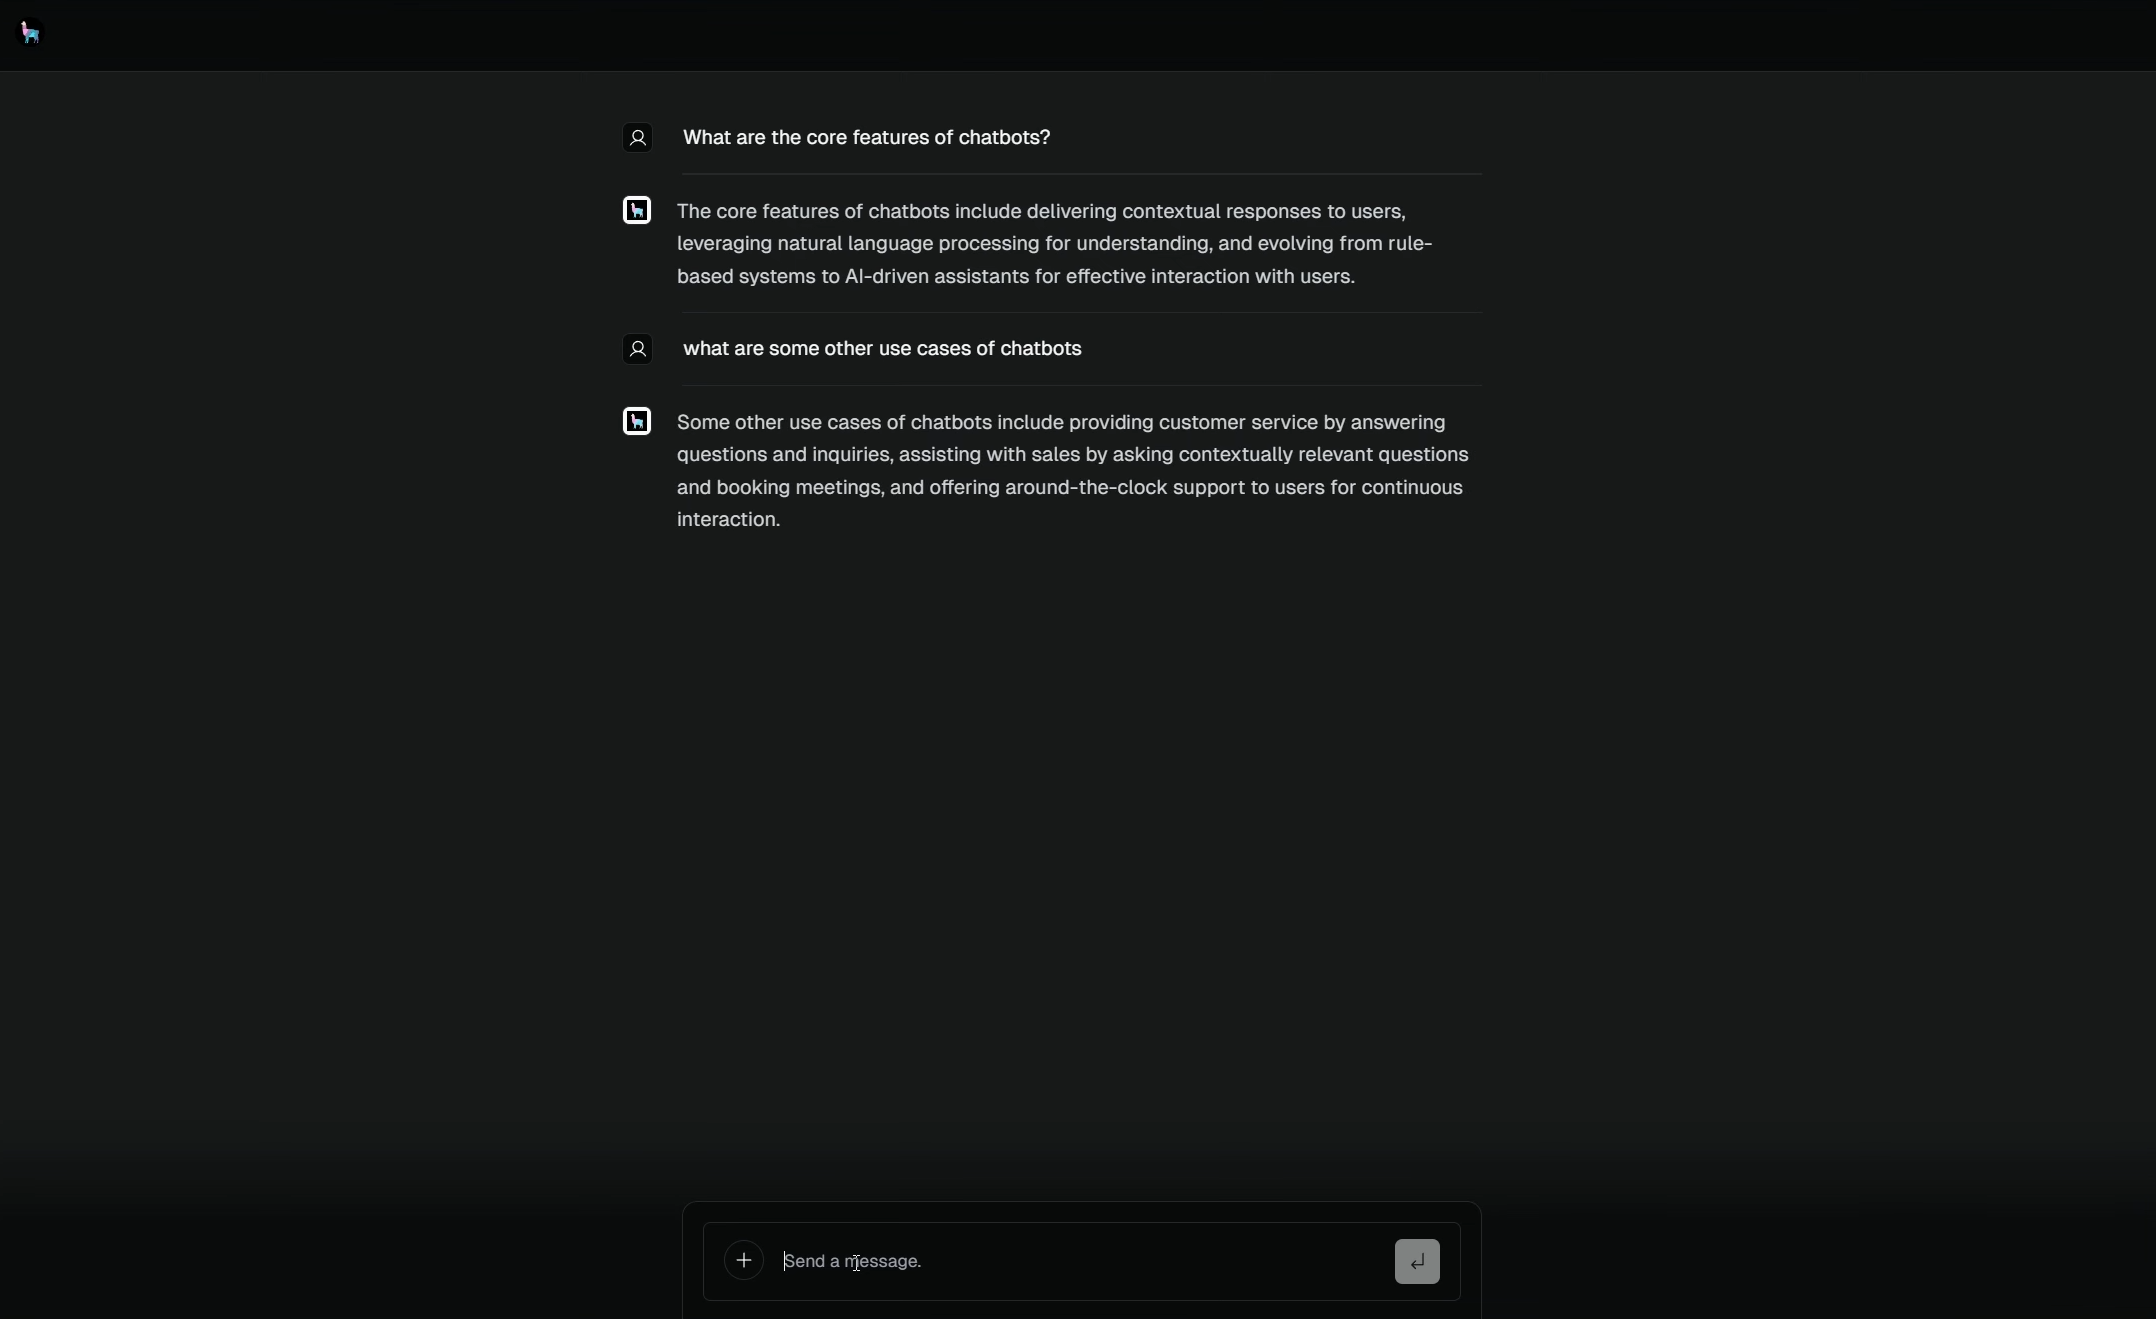 What are the core features of chatbots?
The core features of chatbots include delivering contextual responses to users,
leveraging natural language processing for understanding, and evolving from rule-
based systems to AI-driven assistants for effective interaction with users.
what are some other use cases of chatbots
Some other use cases of chatbots include providing customer service by answering
questions and inquiries, assisting with sales by asking contextually relevant questions
and booking meetings, and offering around-the-clock support to users for continuous
interaction.
Send a message.